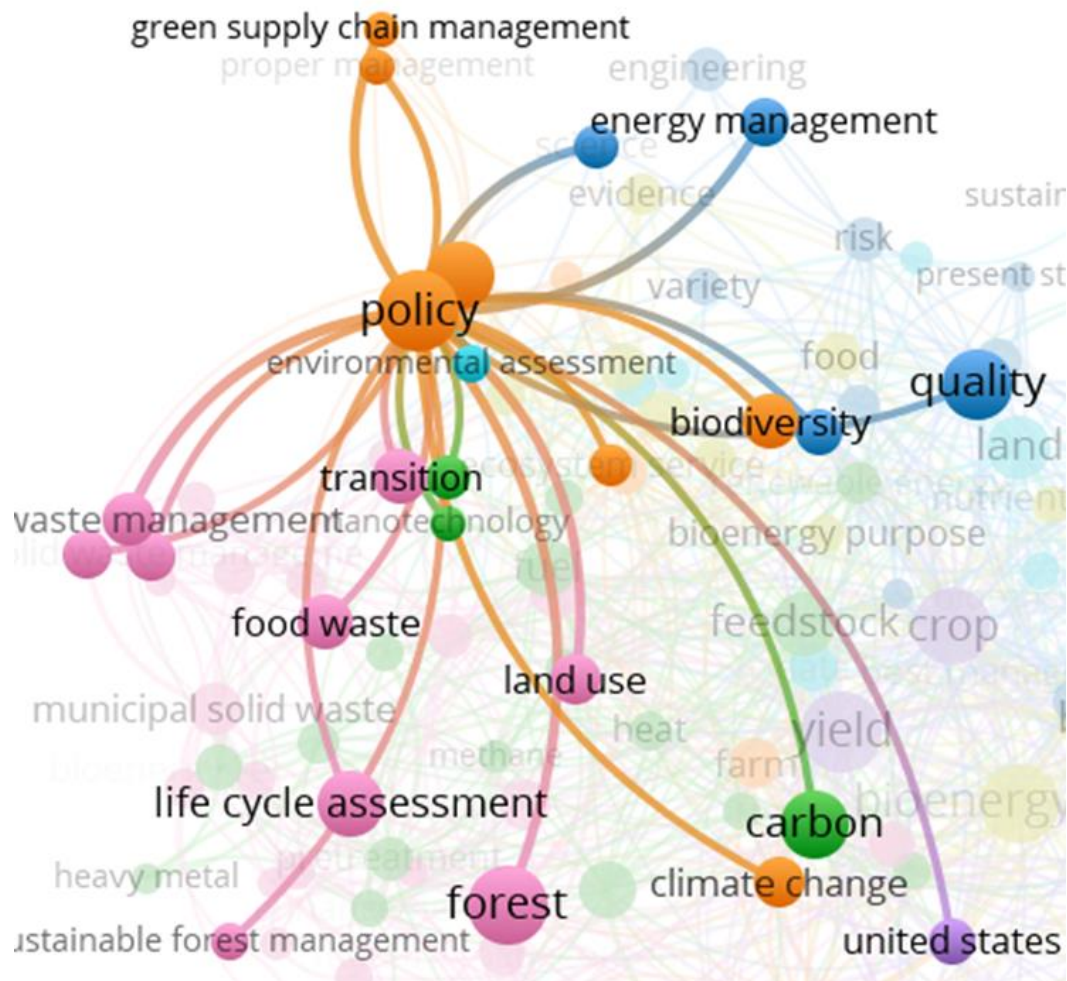 green supply chain management
proper management
engineering
energy management
science
evidence
sustain
risk
present st
variety
policy
environmental assessment
food
quality
biodiversity
land
transition
ecosystem service
renewable energy
nutrient
waste management
nanotechnology
bioenergy purpose
fuel
food waste
feedstock
crop
land use
municipal solid waste
heat
yield
methane
farm
life cycle assessment
bioenergy
carbon
pretreatment
heavy metal
climate change
forest
ustainable forest management
united states